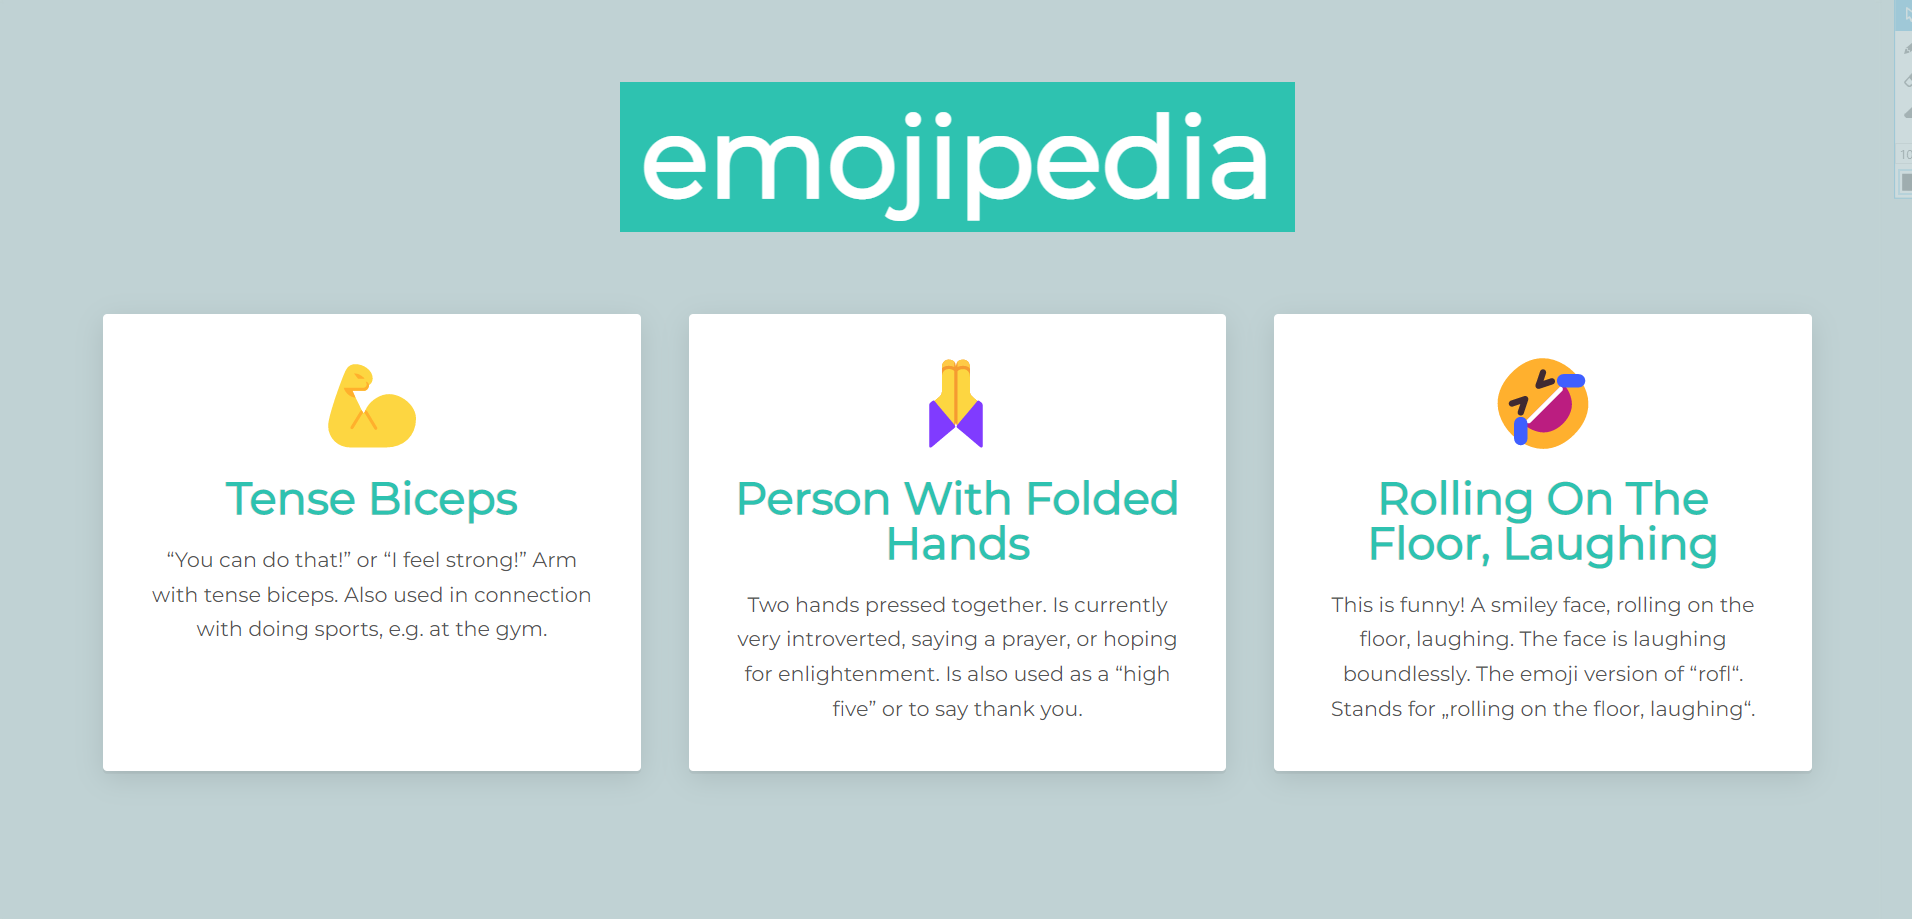 emojipedia
Tense Biceps
“You can do that!” or “I feel strong!” Arm
with tense biceps. Also used in connection
with doing sports, e.g. at the gym.
Person With Folded
Hands
Two hands pressed together. Is currently
very introverted, saying a prayer, or hoping
for enlightenment. Is also used as a “high
five” or to say thank you.
Rolling On The
Floor, Laughing
This is funny! A smiley face, rolling on the
floor, laughing. The face is laughing
boundlessly. The emoji version of “rofl“.
Stands for „rolling on the floor, laughing“.